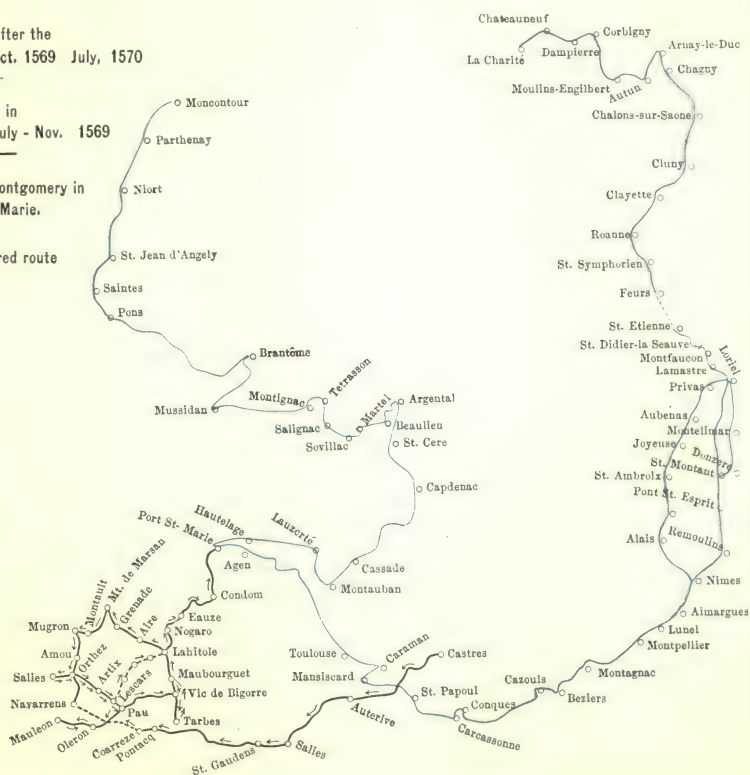 fter the
ct. 1569 July, 1570
in
uly - Nov. 1569
ontgomery in
Marie.
red route
Chateauneuf
La Charité
Dampierre
Corbigny
Moulins-Engilbert
Autun
Arnay-le-Duc
Chagny
Chalons-sur-Saone
Cluny
Clayette
Roanne
St. Symphorien
Feurs
St. Etienne
St. Didier-la Seauve
Montfaucon
Lamastre
Loriel
Privas
Aubenas
Montelimar
Joyeuse
Donzere
St. Montant
St. Ambroix
Pont St. Esprit
Alais
Remoulins
Nimes
Aimargues
Lunel
Montpellier
Montagnac
Beziers
Cazouls
Conques
Carcassonne
St. Papoul
Mansiscard
Caraman
Castres
Toulouse
Auterive
Salies
St. Gaudens
Moncontour
Parthenay
Niort
St. Jean d'Angely
Saintes
Pons
Brantôme
Mussidan
Montignac
Tetrasson
Salignac
Sovillac
Martel
Argental
Beaulieu
St. Cere
Capdenac
Cassade
Montauban
Lauzerté
Hautelage
Port St- Marie
Agen
Condom
Eauze
Nogaro
Lahitole
Maubourguet
Vic de Bigorre
Tarbes
Mt. de Marsan
Montault
Grenade
Aire
Mugron
Amou
Orthez
Artix
Lescars
Salies
Navarrens
Pau
Mauleon
Oleron
Coarreze
Pontacq